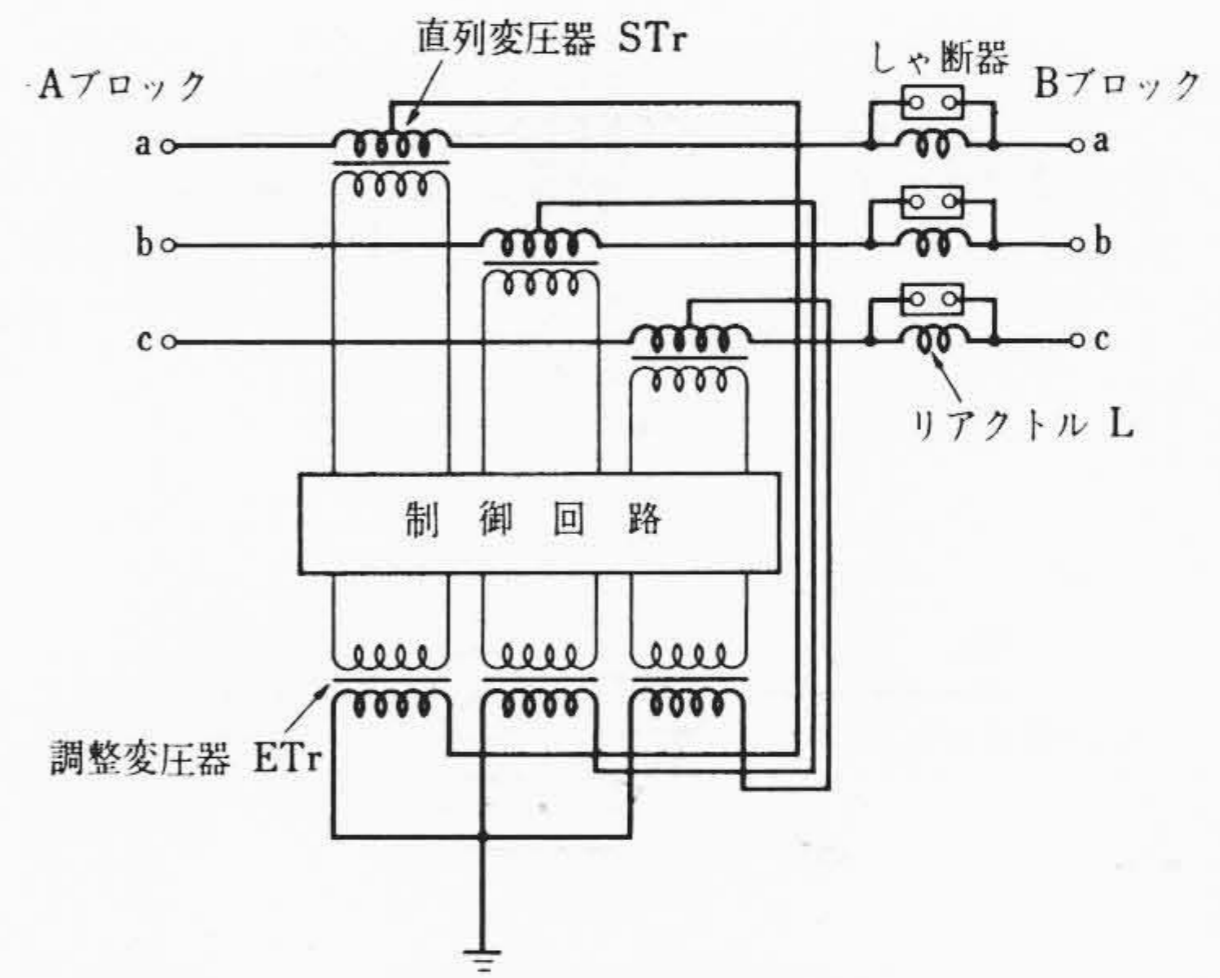 直列変圧器 STr
しゃ断器
Aブロック
Bブロック
a
a
b
b
c
c
リアクトル L
制御回路
調整変圧器 ETr